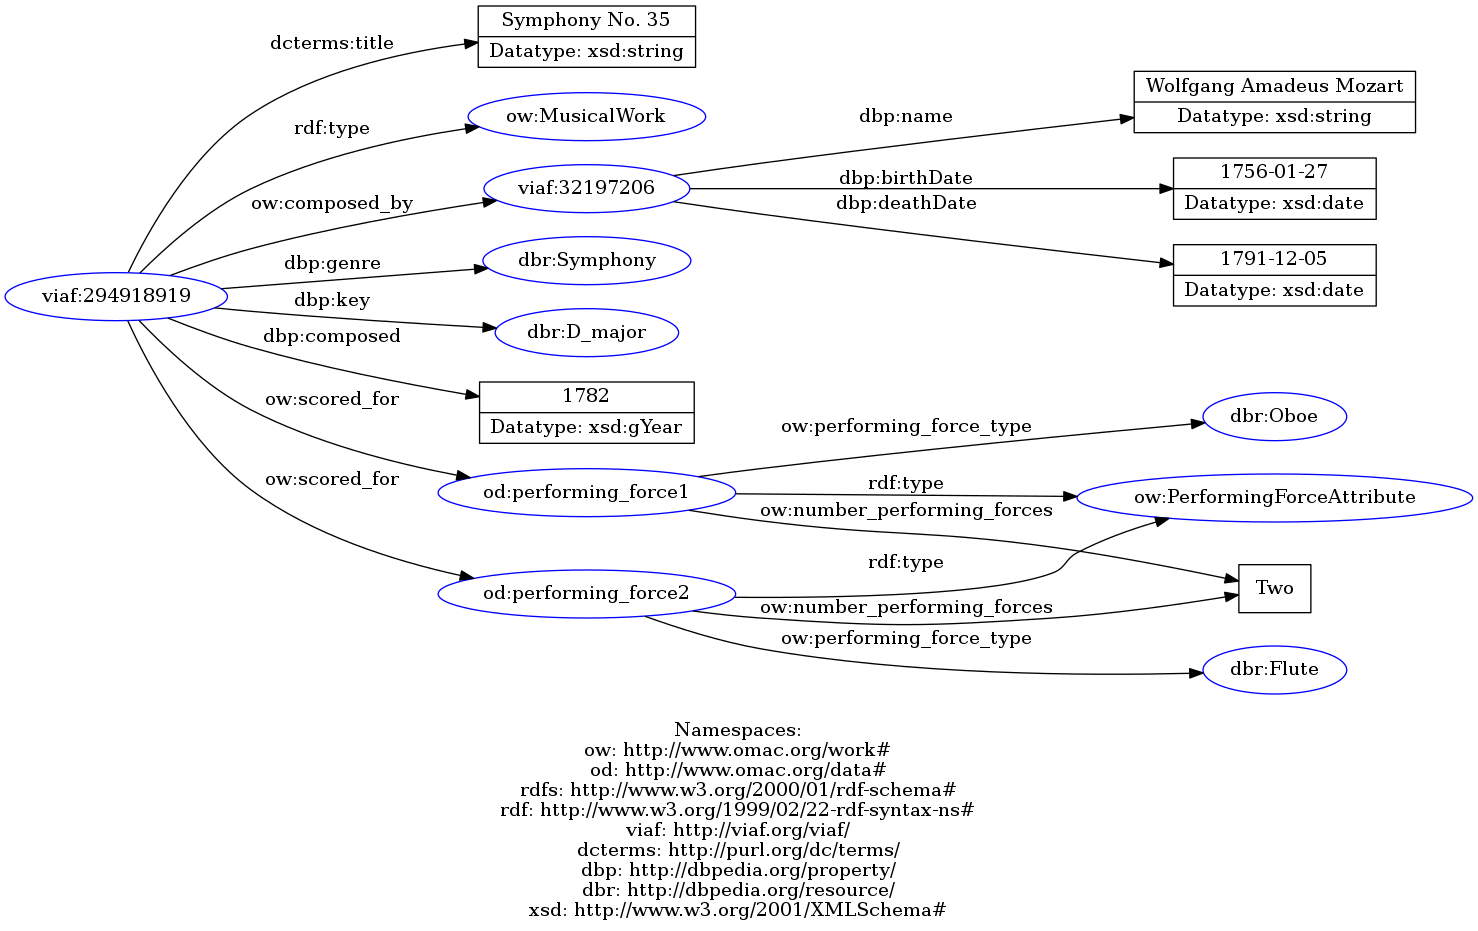 Symphony No. 35
Datatype: xsd:string
dcterms:title
ow:MusicalWork
rdf:type
Wolfgang Amadeus Mozart
Datatype: xsd:string
dbp:name
viaf:32197206
ow:composed_by
1756-01-27
Datatype: xsd:date
dbp:birthDate
dbp:deathDate
1791-12-05
Datatype: xsd:date
dbr:Symphony
dbp:genre
viaf:294918919
dbp:key
dbr:D_major
dbp:composed
1782
Datatype: xsd:gYear
ow:scored_for
ow:performing_force_type
dbr:Oboe
od:performing_force1
rdf:type
ow:PerformingForceAttribute
ow:number_performing_forces
ow:scored_for
rdf:type
Two
od:performing_force2
ow:number_performing_forces
ow:performing_force_type
dbr:Flute
Namespaces:
ow: http://www.omac.org/work#
od: http://www.omac.org/data#
rdfs: http://www.w3.org/2000/01/rdf-schema#
rdf: http://www.w3.org/1999/02/22-rdf-syntax-ns#
viaf: http://viaf.org/viaf/
dcterms: http://purl.org/dc/terms/
dbp: http://dbpedia.org/property/
dbr: http://dbpedia.org/resource/
xsd: http://www.w3.org/2001/XMLSchema#